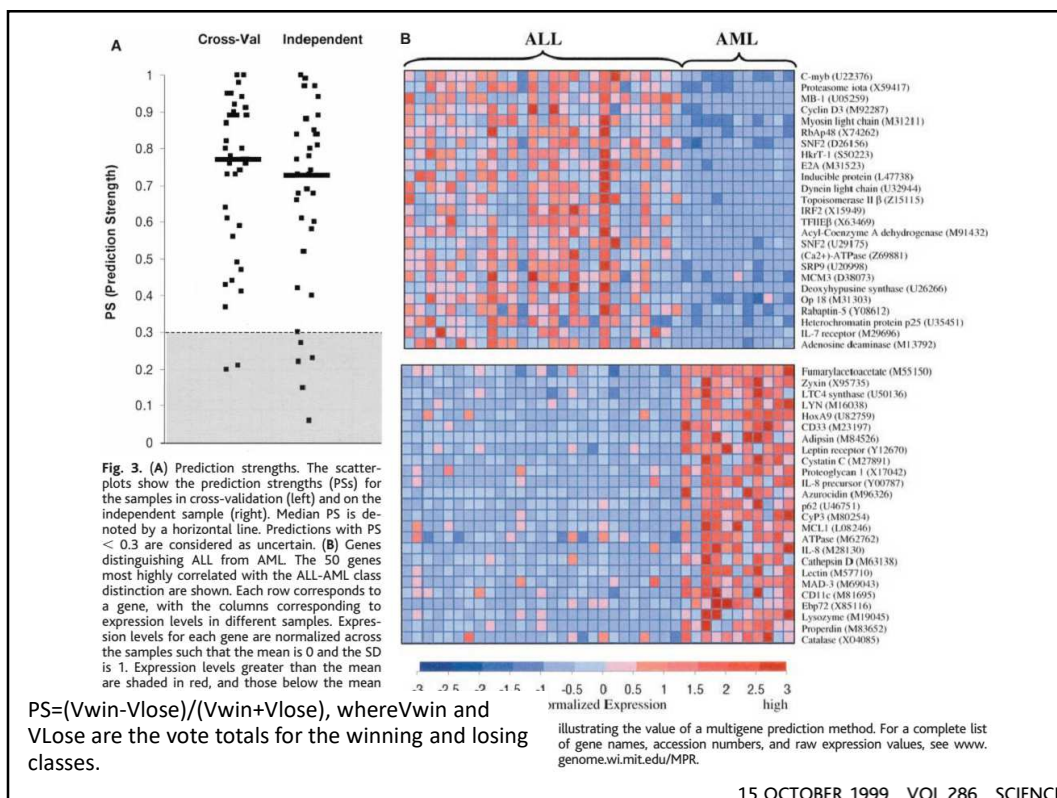 A
Cross-Val
Independent
PS (Prediction Strength)
1
0.9
0.8
0.7
0.6
0.5
0.4
0.3
0.2
0.1
0
Fig. 3. (A) Prediction strengths. The scatter-
plots show the prediction strengths (PSs) for
the samples in cross-validation (left) and on the
independent sample (right). Median PS is de-
noted by a horizontal line. Predictions with PS
< 0.3 are considered as uncertain. (B) Genes
distinguishing ALL from AML. The 50 genes
most highly correlated with the ALL-AML class
distinction are shown. Each row corresponds to
a gene, with the columns corresponding to
expression levels in different samples. Expres-
sion levels for each gene are normalized across
the samples such that the mean is 0 and the SD
is 1. Expression levels greater than the mean
are shaded in red, and those below the mean
B
ALL
AML
C-myb (U22376)
Proteasome iota (X59417)
MB-1 (U05259)
Cyclin D3 (M92287)
Myosin light chain (M31211)
RbAp48 (X74262)
SNF2 (D26156)
HkrT-1 (S50223)
E2A (M31523)
Inducible protein (L47738)
Dynein light chain (U32944)
Topoisomerase II β (Z15115)
IRF2 (X15949)
TFIIEβ (X63469)
Acyl-Coenzyme A dehydrogenase (M91432)
SNF2 (U29175)
(Ca2+)-ATPase (Z69881)
SRP9 (U20998)
MCM3 (D38073)
Deoxyhypusine synthase (U26266)
Op 18 (M31303)
Rabaptin-5 (Y08612)
Heterochromatin protein p25 (U35451)
IL-7 receptor (M29696)
Adenosine deaminase (M13792)
Fumarylacetoacetate (M55150)
Zyxin (X95735)
LTC4 synthase (U50136)
LYN (M16038)
HoxA9 (U82759)
CD33 (M23197)
Adipsin (M84526)
Leptin receptor (Y12670)
Cystatin C (M27891)
Proteoglycan 1 (X17042)
IL-8 precursor (Y00787)
Azurocidin (M96326)
p62 (U46751)
CyP3 (M80254)
MCL1 (L08246)
ATPase (M62762)
IL-8 (M28130)
Cathepsin D (M63138)
Lectin (M57710)
MAD-3 (M69043)
CD11c (M81695)
Ebp72 (X85116)
Lysozyme (M19045)
Properdin (M83652)
Catalase (X04085)
-3 -2.5 -2 -1.5 -1 -0.5 0 0.5 1 1.5 2 2.5 3
ormalized Expression high
PS=(Vwin-Vlose)/(Vwin+Vlose), whereVwin and
VLose are the vote totals for the winning and losing
classes.
illustrating the value of a multigene prediction method. For a complete list
of gene names, accession numbers, and raw expression values, see www.
genome.wi.mit.edu/MPR.
15 OCTOBER 1999 VOL 286 SCIENCE